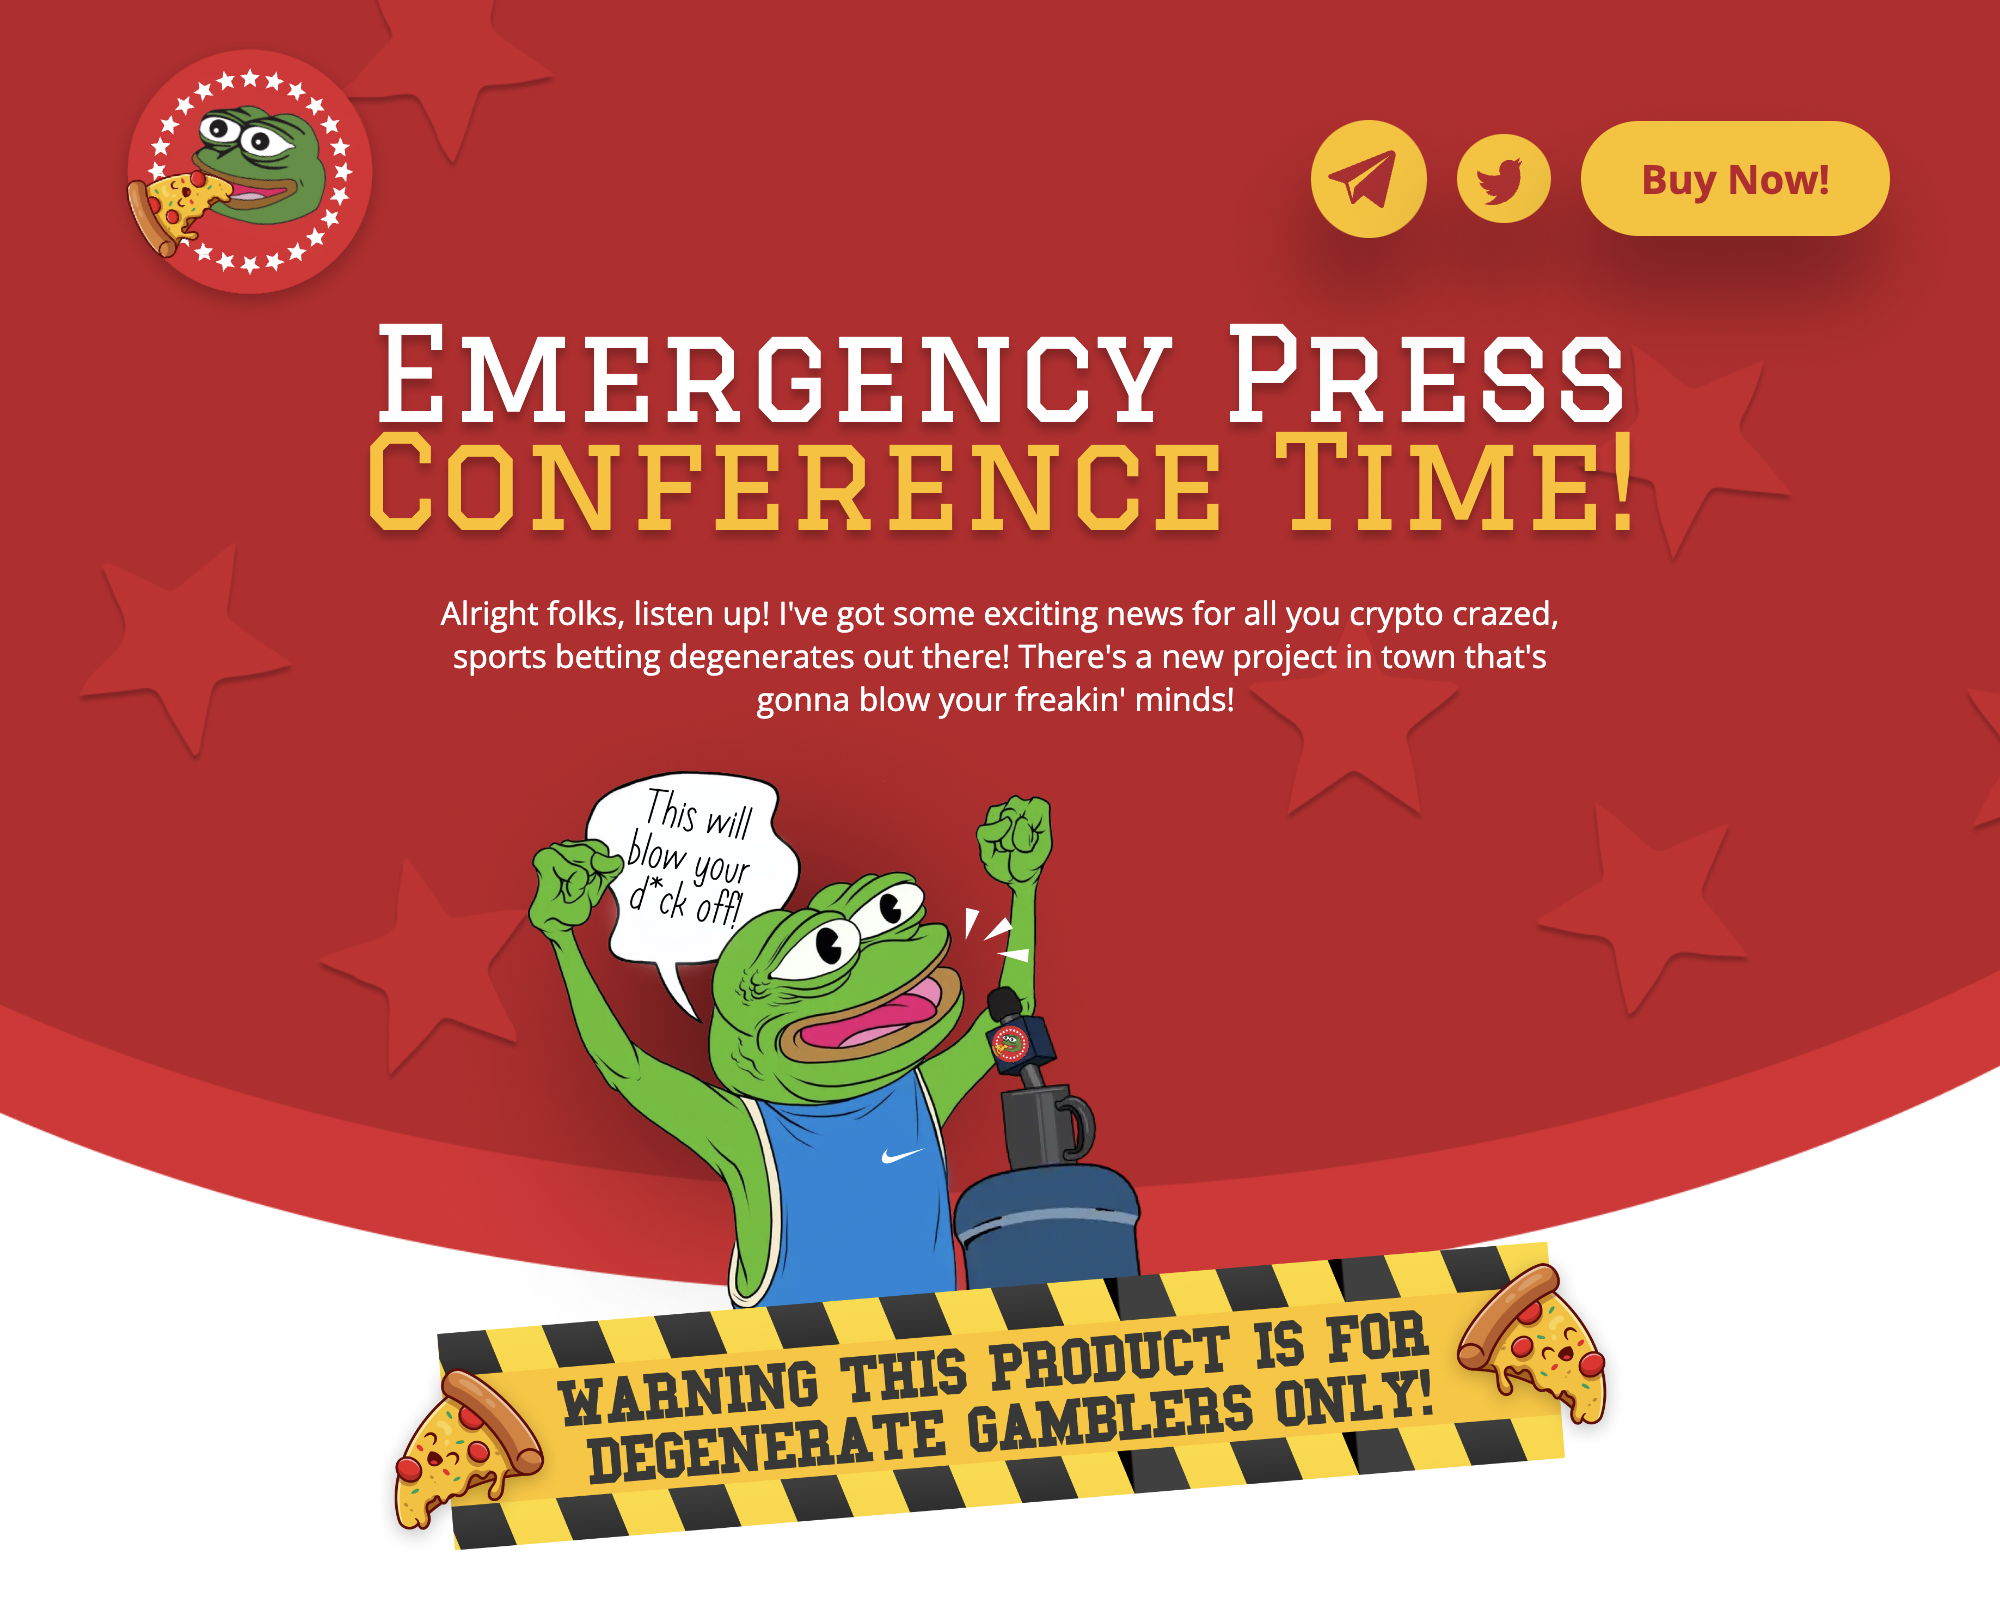 Buy Now!
Emergency Press
Conference Time!
Alright folks, listen up! I've got some exciting news for all you crypto crazed,
sports betting degenerates out there! There's a new project in town that's
gonna blow your freakin' minds!
This will
blow your
d*ck off!
WARNING THIS PRODUCT IS FOR
DEGENERATE GAMBLERS ONLY!